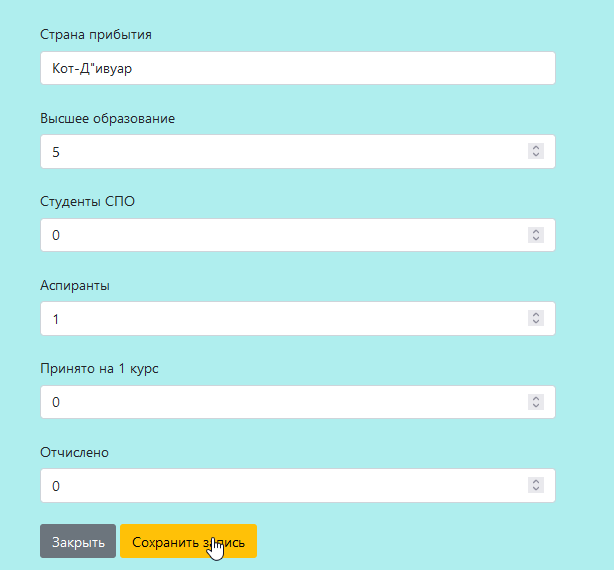 Страна прибытия
Кот-Д"ивуар
Высшее образование
5
Студенты СПО
0
Аспиранты
1
Принято на 1 курс
0
Отчислено
0
Закрыть Сохранить запись